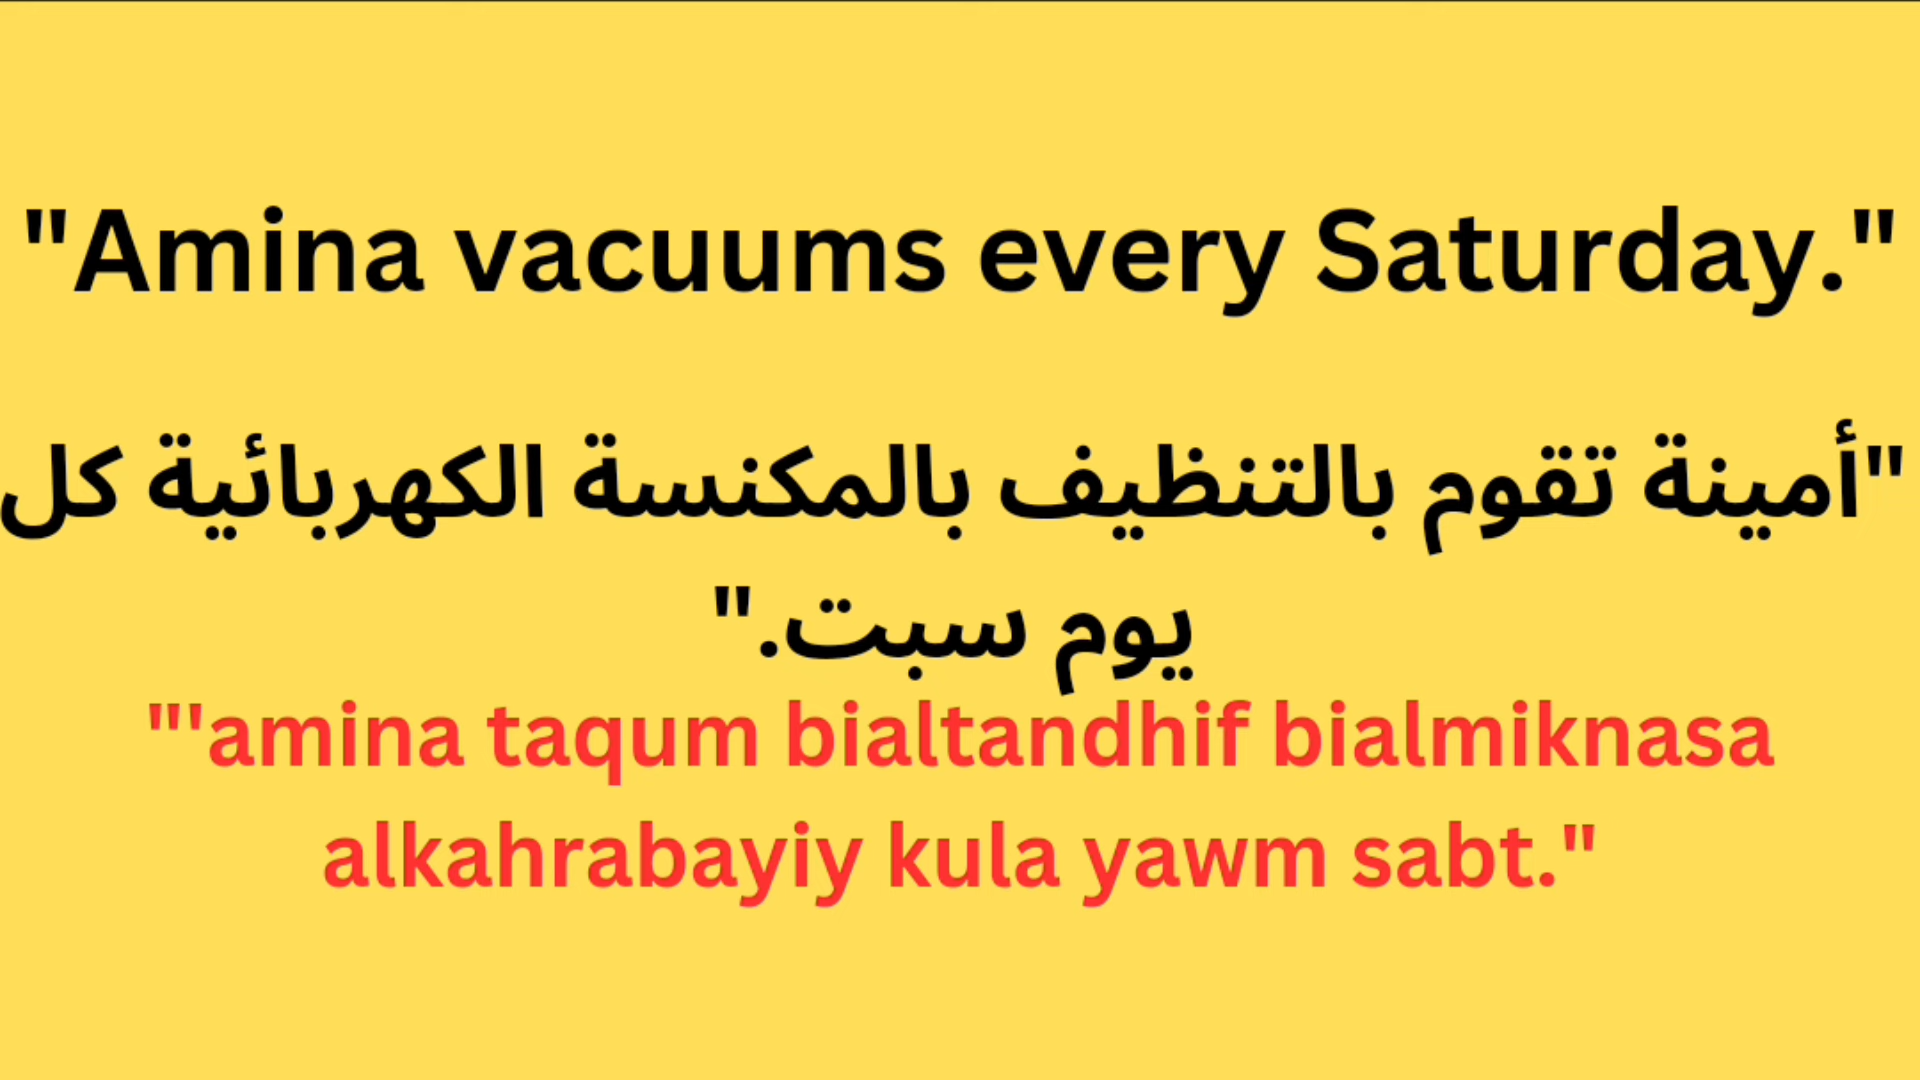 "Amina vacuums every Saturday."
"أمينة تقوم بالتنظيف بالمكنسة الكهربائية كل
يوم سبت."
"'amina taqum bialtandhif bialmiknasa
alkahrabayiy kula yawm sabt."